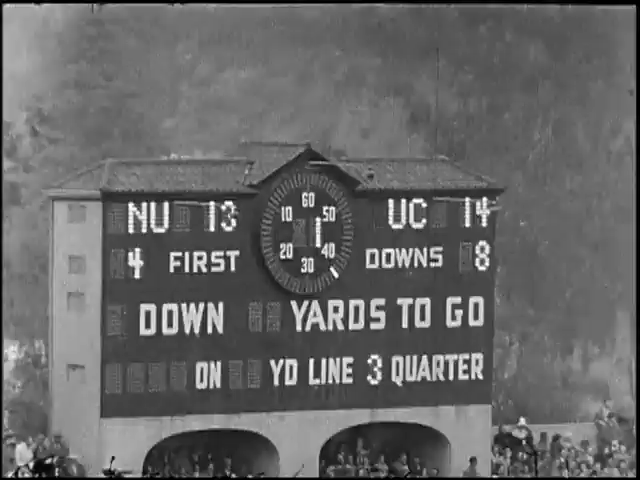 NU 13 UC 14
60
10 50
1
20 40
30
4 FIRST DOWNS 8
DOWN YARDS TO GO
ON YD LINE 3 QUARTER